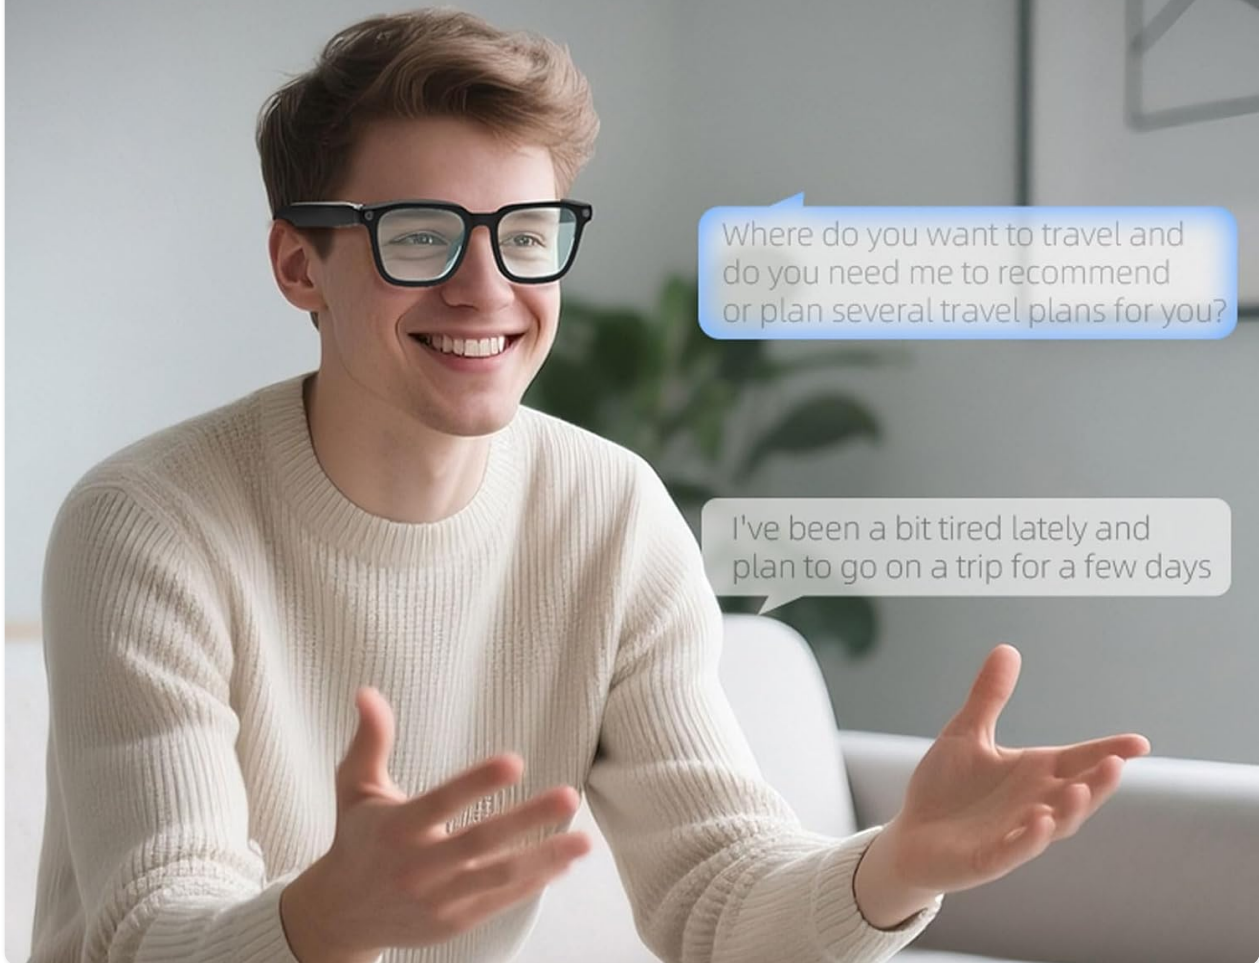 Where do you want to travel and
do you need me to recommend
or plan several travel plans for you?
I've been a bit tired lately and
plan to go on a trip for a few days